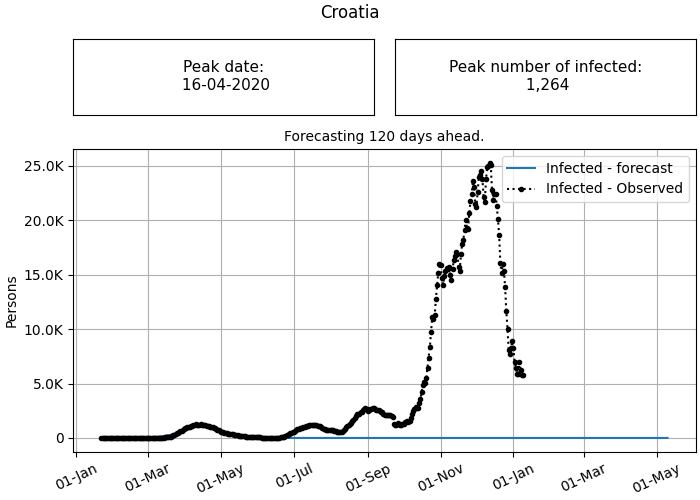 Croatia
Peak date:
16-04-2020
Peak number of infected:
1,264
Forecasting 120 days ahead.
Infected - forecast
Infected - Observed
25.0K
20.0K
15.0K
10.0K
5.0K
0
Persons
01-Jan
01-Mar
01-May
01-Jul
01-Sep
01-Nov
01-Jan
01-Mar
01-May